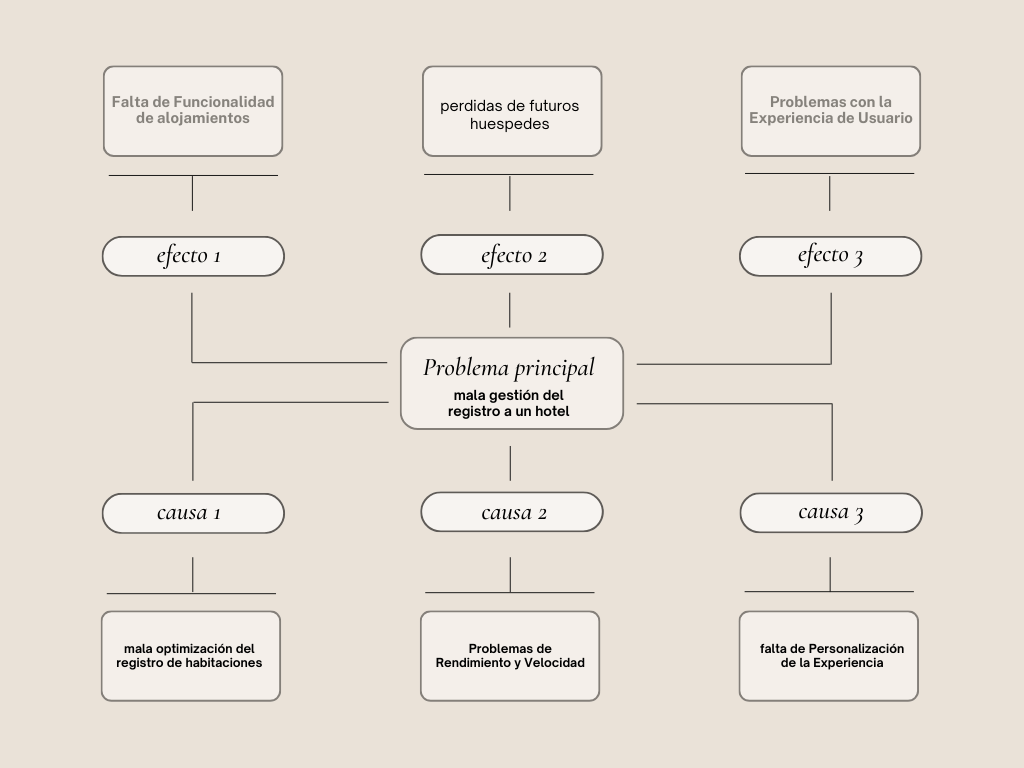 Falta de Funcionalidad
de alojamientos
perdidas de futuros
huespedes
Problemas con la
Experiencia de Usuario
efecto 1
efecto 2
efecto 3
Problema principal
mala gestión del
registro a un hotel
causa 1
causa 2
causa 3
mala optimización del
registro de habitaciones
Problemas de
Rendimiento y Velocidad
falta de Personalización
de la Experiencia